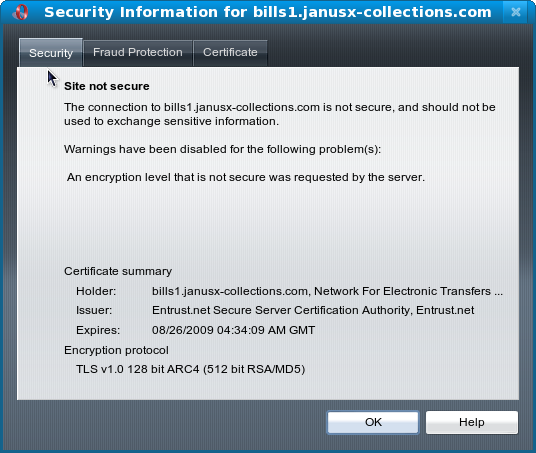 Security Information for bills1.janusx-collections.com
Security Fraud Protection Certificate
Site not secure
The connection to bills1.janusx-collections.com is not secure, and should not be
used to exchange sensitive information.
Warnings have been disabled for the following problem(s):
An encryption level that is not secure was requested by the server.
Certificate summary
Holder: bills1.janusx-collections.com, Network For Electronic Transfers ...
Issuer: Entrust.net Secure Server Certification Authority, Entrust.net
Expires: 08/26/2009 04:34:09 AM GMT
Encryption protocol
TLS v1.0 128 bit ARC4 (512 bit RSA/MD5)
OK Help